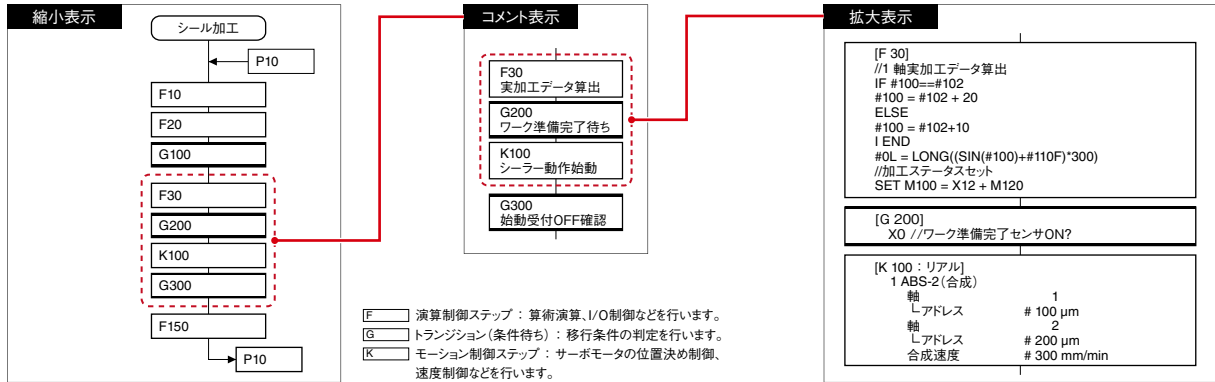 縮小表示
シール加工
P10
F10
F20
G100
F30
G200
K100
G300
F150
P10
コメント表示
F30
実加工データ算出
G200
ワーク準備完了待ち
K100
シーラー動作始動
G300
始動受付OFF確認
F 演算制御ステップ：算術演算、I/O制御などを行います。
G トランジション（条件待ち）：移行条件の判定を行います。
K モーション制御ステップ：サーボモータの位置決め制御、
速度制御などを行います。
拡大表示
[F 30]
//1 軸実加工データ算出
IF #100==#102
#100 = #102 + 20
ELSE
#100 = #102+10
I END
#0L = LONG((SIN(#100)+#110F)*300)
//加工ステータスセット
SET M100 = X12 + M120
[G 200]
X0 //ワーク準備完了センサON?
[K 100：リアル]
1 ABS-2（合成）
軸 1
└アドレス # 100 µm
軸 2
└アドレス # 200 µm
合成速度 # 300 mm/min